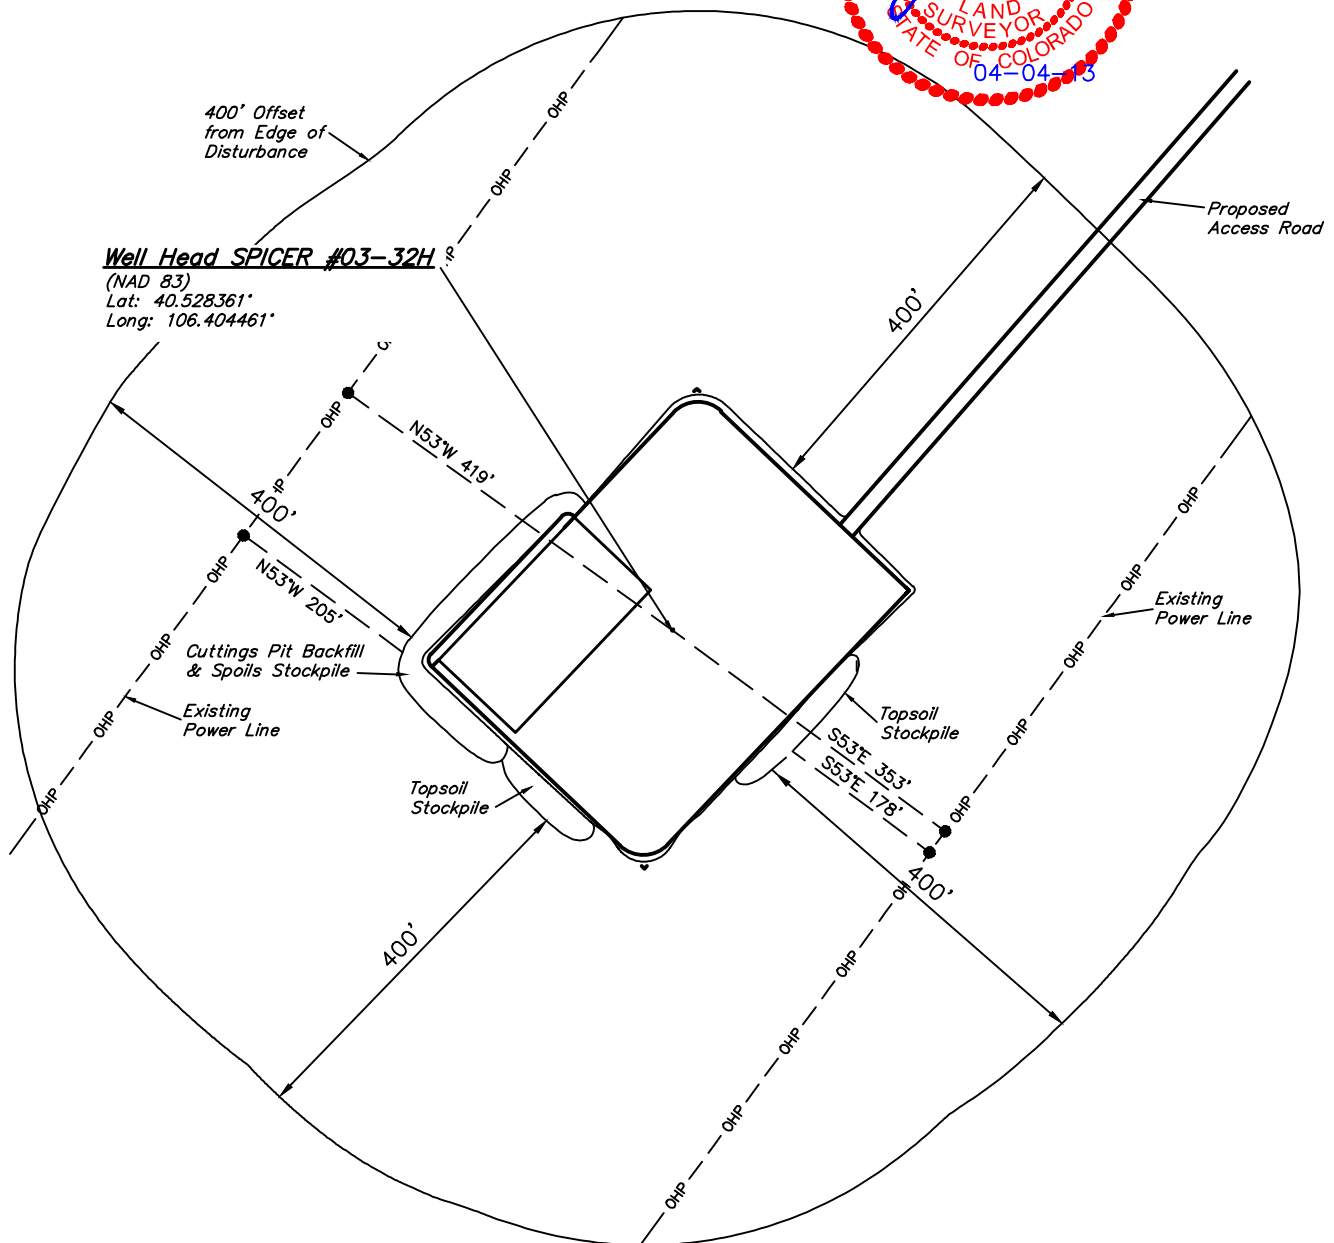 LAND
SURVEYOR
STATE OF COLORADO
04-04-13
400' Offset
from Edge of
Disturbance
OHP
OHP
Proposed
Access Road
Well Head SPICER #03-32H
(NAD 83)
Lat: 40.528361°
Long: 106.404461°
400'
OHP
N53°W 419'
400'
OHP
OHP
N53°W 205'
OHP
Existing
Power Line
OHP
Cuttings Pit Backfill
& Spoils Stockpile
OHP
OHP
Existing
Power Line
OHP
Topsoil
Stockpile
OHP
S53°E 353'
S53°E 178'
Topsoil
Stockpile
OHP
OHP
400'
400'
OHP
OHP
OHP
OHP